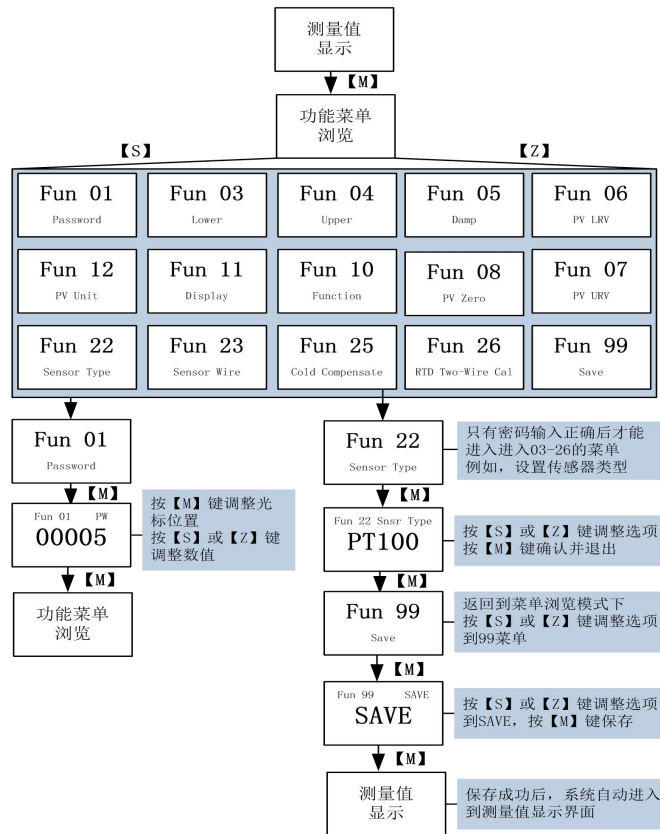 测量值
显示
【M】
功能菜单
浏览
【S】
【Z】
Fun 01
Password
Fun 03
Lower
Fun 04
Upper
Fun 05
Damp
Fun 06
PV LRV
Fun 12
PV Unit
Fun 11
Display
Fun 10
Function
Fun 08
PV Zero
Fun 07
PV URV
Fun 22
Sensor Type
Fun 23
Sensor Wire
Fun 25
Cold Compensate
Fun 26
RTD Two-Wire Cal
Fun 99
Save
Fun 01
Password
【M】
Fun 01 PW
00005
按【M】键调整光
标位置
按【S】或【Z】键
调整数值
【M】
功能菜单
浏览
Fun 22
Sensor Type
只有密码输入正确后才能
进入进入03-26的菜单
例如，设置传感器类型
【M】
Fun 22 Snsr Type
PT100
按【S】或【Z】键调整选项
按【M】键确认并退出
【M】
Fun 99
Save
返回到菜单浏览模式下
按【S】或【Z】键调整选项
到99菜单
【M】
Fun 99 SAVE
SAVE
按【S】或【Z】键调整选项
到SAVE，按【M】键保存
【M】
测量值
显示
保存成功后，系统自动进入
到测量值显示界面